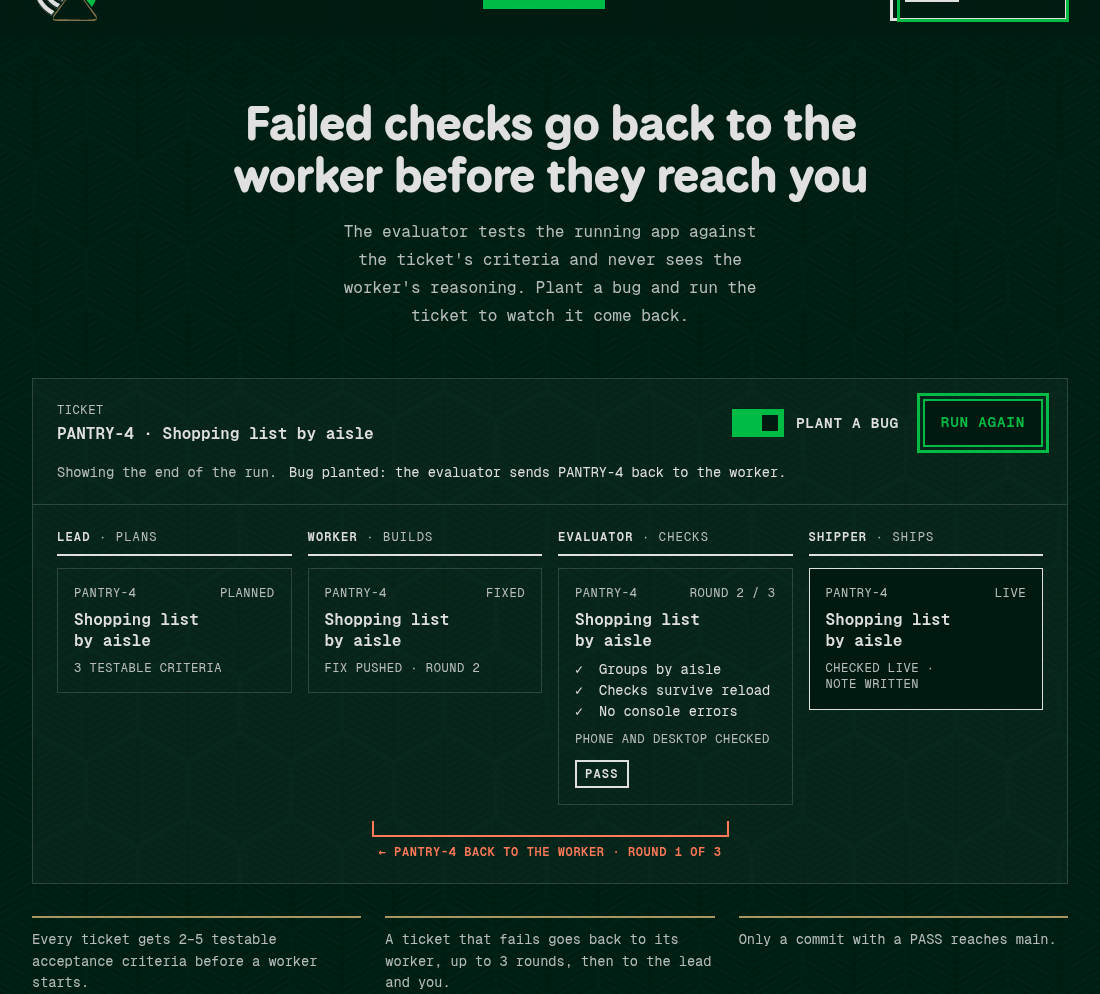 Failed checks go back to the
worker before they reach you
The evaluator tests the running app against
the ticket's criteria and never sees the
worker's reasoning. Plant a bug and run the
ticket to watch it come back.
TICKET
PANTRY-4 · Shopping list by aisle
PLANT A BUG
RUN AGAIN
Showing the end of the run. Bug planted: the evaluator sends PANTRY-4 back to the worker.
LEAD · PLANS
PANTRY-4 PLANNED
Shopping list
by aisle
3 TESTABLE CRITERIA
WORKER · BUILDS
PANTRY-4 FIXED
Shopping list
by aisle
FIX PUSHED · ROUND 2
EVALUATOR · CHECKS
PANTRY-4 ROUND 2 / 3
Shopping list
by aisle
✓ Groups by aisle
✓ Checks survive reload
✓ No console errors
PHONE AND DESKTOP CHECKED
PASS
SHIPPER · SHIPS
PANTRY-4 LIVE
Shopping list
by aisle
CHECKED LIVE ·
NOTE WRITTEN
← PANTRY-4 BACK TO THE WORKER · ROUND 1 OF 3
Every ticket gets 2–5 testable
acceptance criteria before a worker
starts.
A ticket that fails goes back to its
worker, up to 3 rounds, then to the lead
and you.
Only a commit with a PASS reaches main.